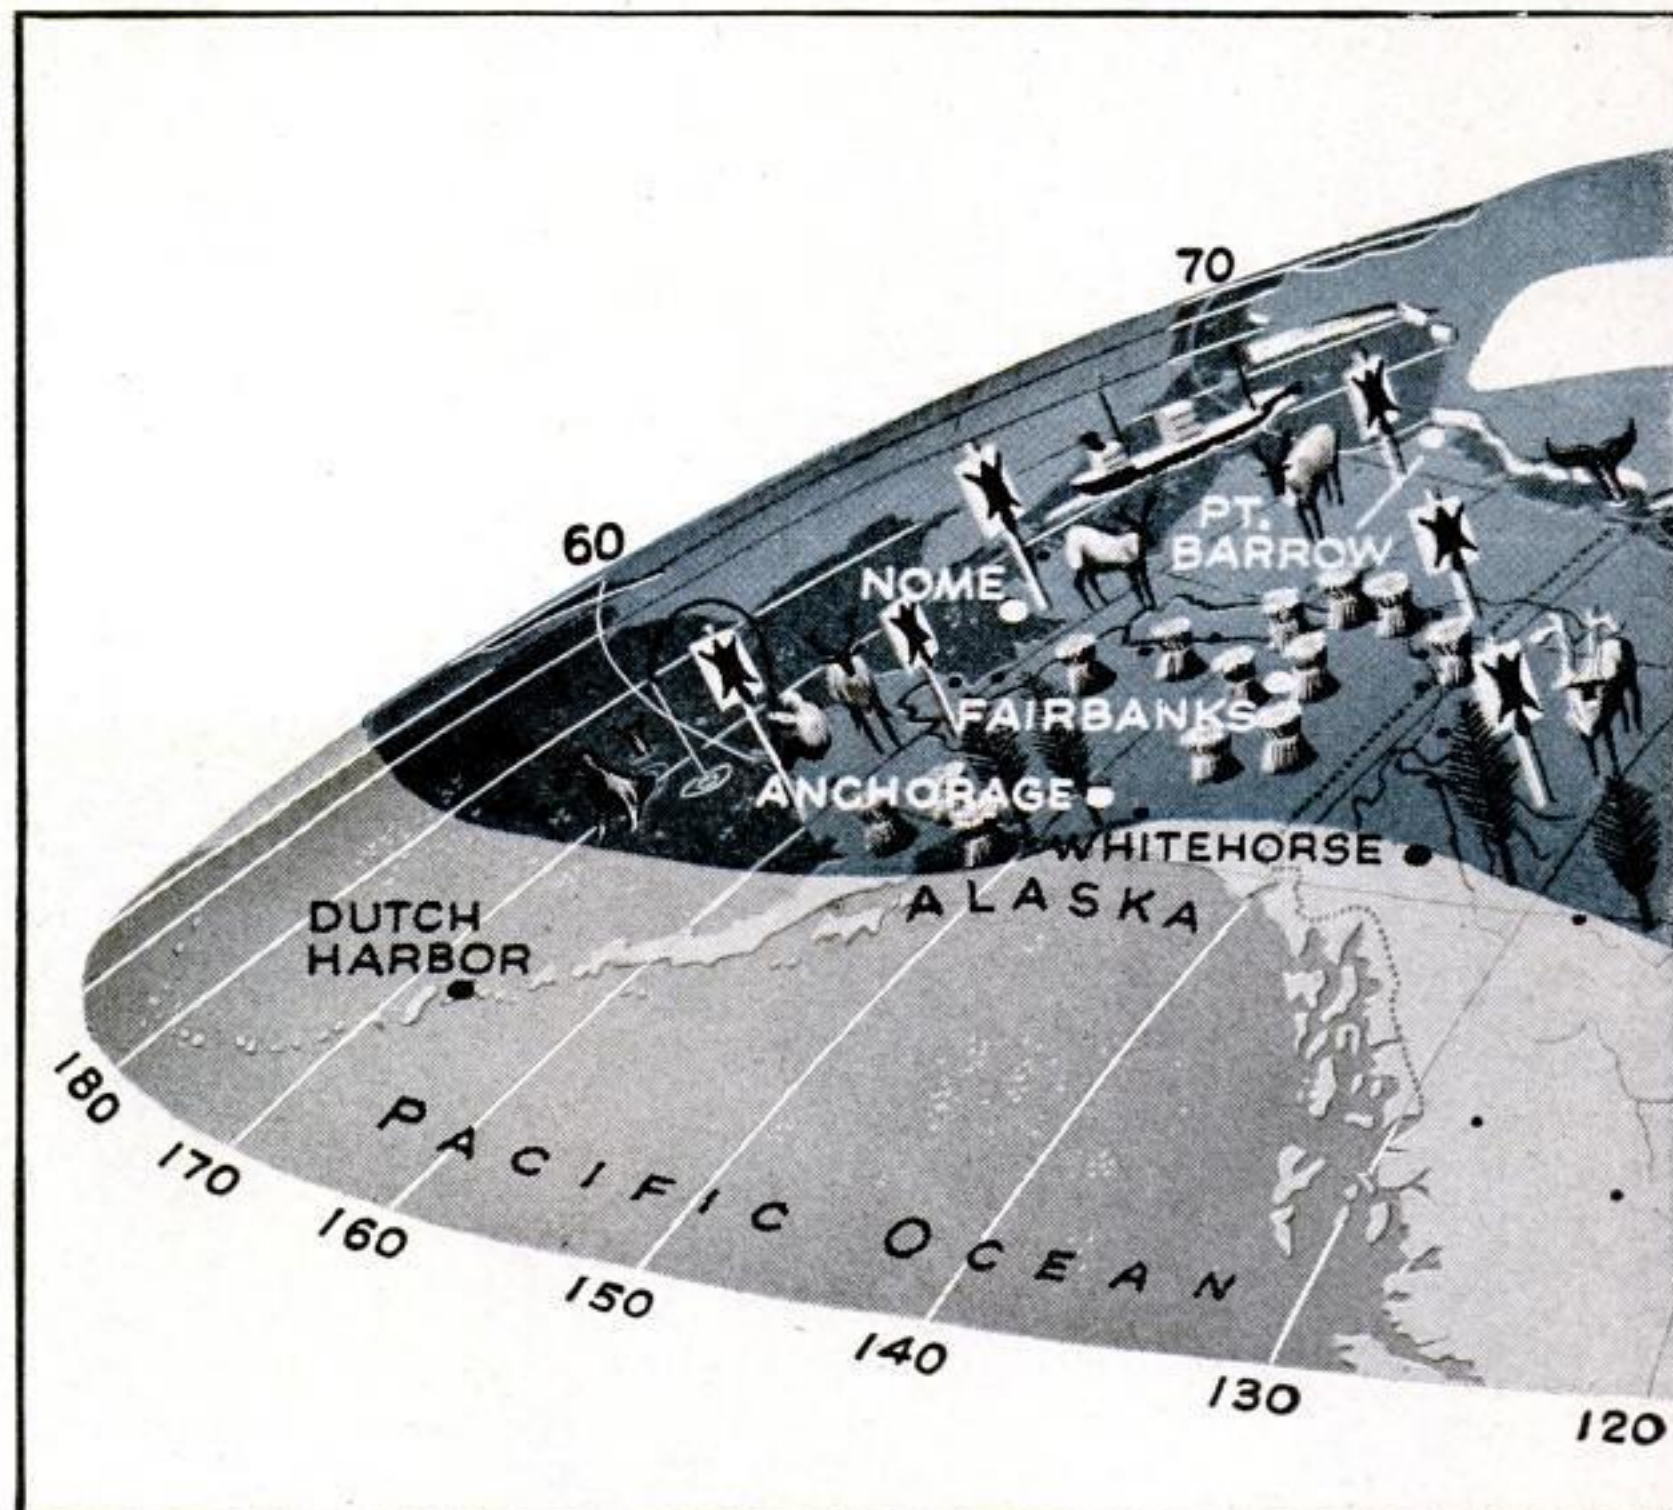 70
60
PT.
BARROW
NOME
FAIRBANKS
ANCHORAGE
WHITEHORSE
ALASKA
DUTCH
HARBOR
PACIFIC OCEAN
180
170
160
150
140
130
120